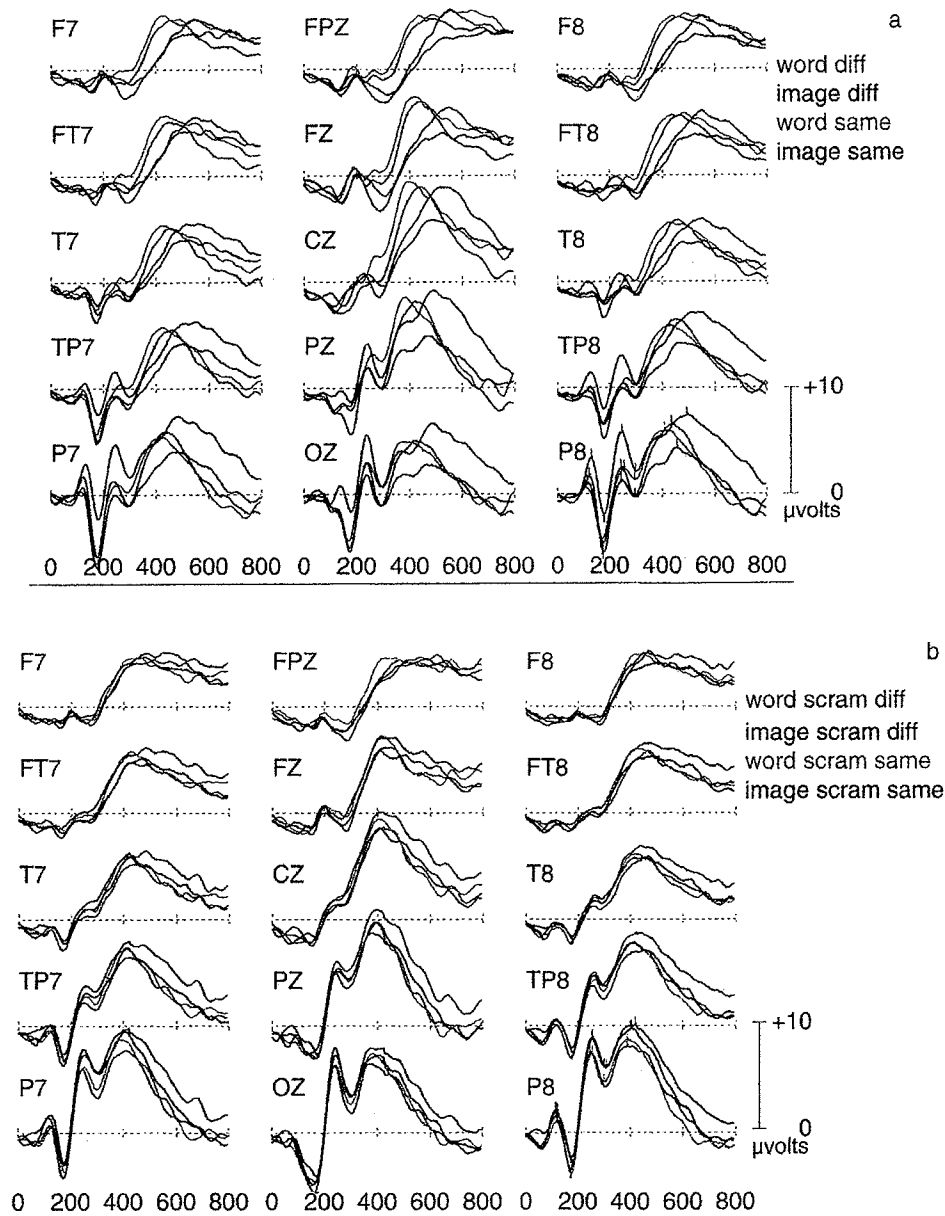 F7 FPZ F8 a
word diff
image diff
word same
image same
FT7 FZ FT8
T7 CZ T8
TP7 PZ TP8
+10
P7 OZ P8
0
µvolts
0 200 400 600 800 0 200 400 600 800 0 200 400 600 800
b
F7 FPZ F8
word scram diff
image scram diff
word scram same
image scram same
FT7 FZ FT8
T7 CZ T8
TP7 PZ TP8
+10
P7 OZ P8
0
µvolts
0 200 400 600 800 0 200 400 600 800 0 200 400 600 800